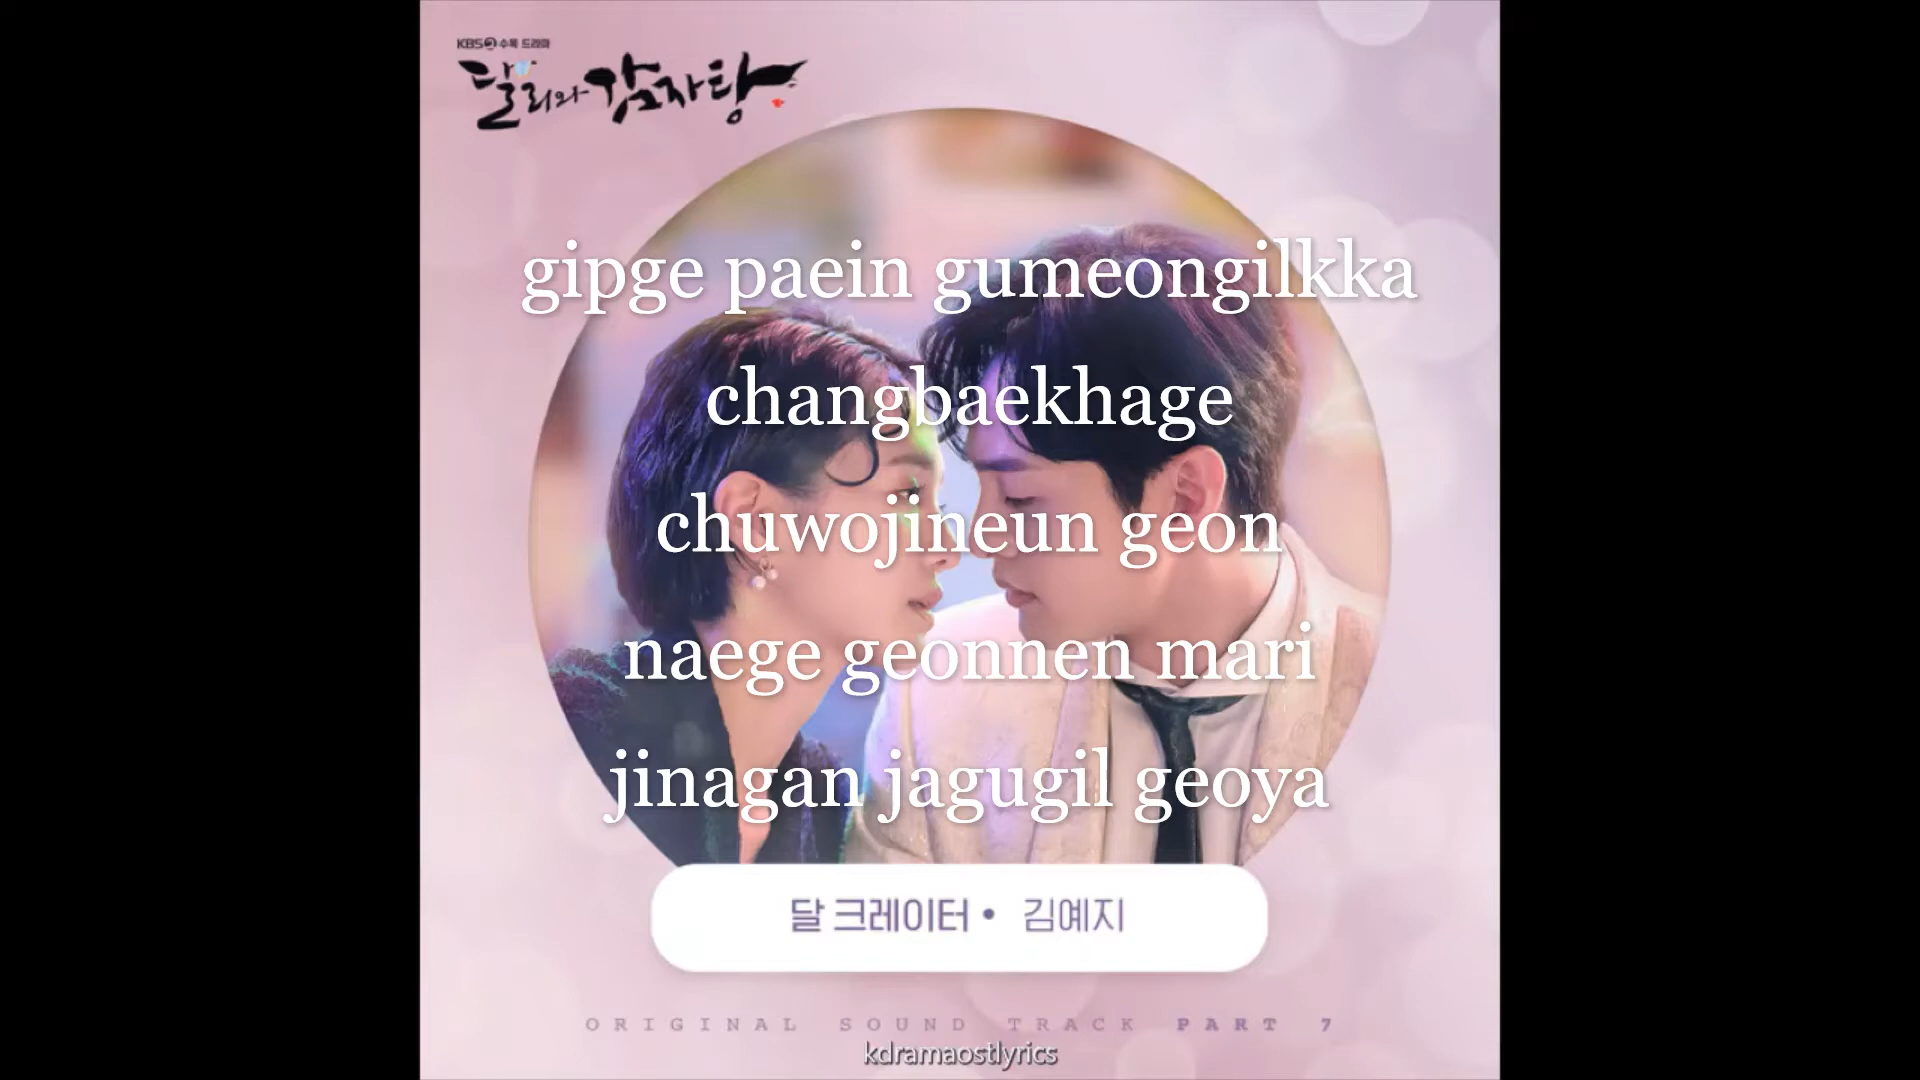 KBS2 수목 드라마
달리와 감자탕
gipge paein gumeongilkka
changbaekhage
chuwojineun geon
naege geonnen mari
jinagan jagugil geoya
달 크레이터 • 김예지
ORIGINAL SOUND TRACK PART 7
kdramaostlyrics